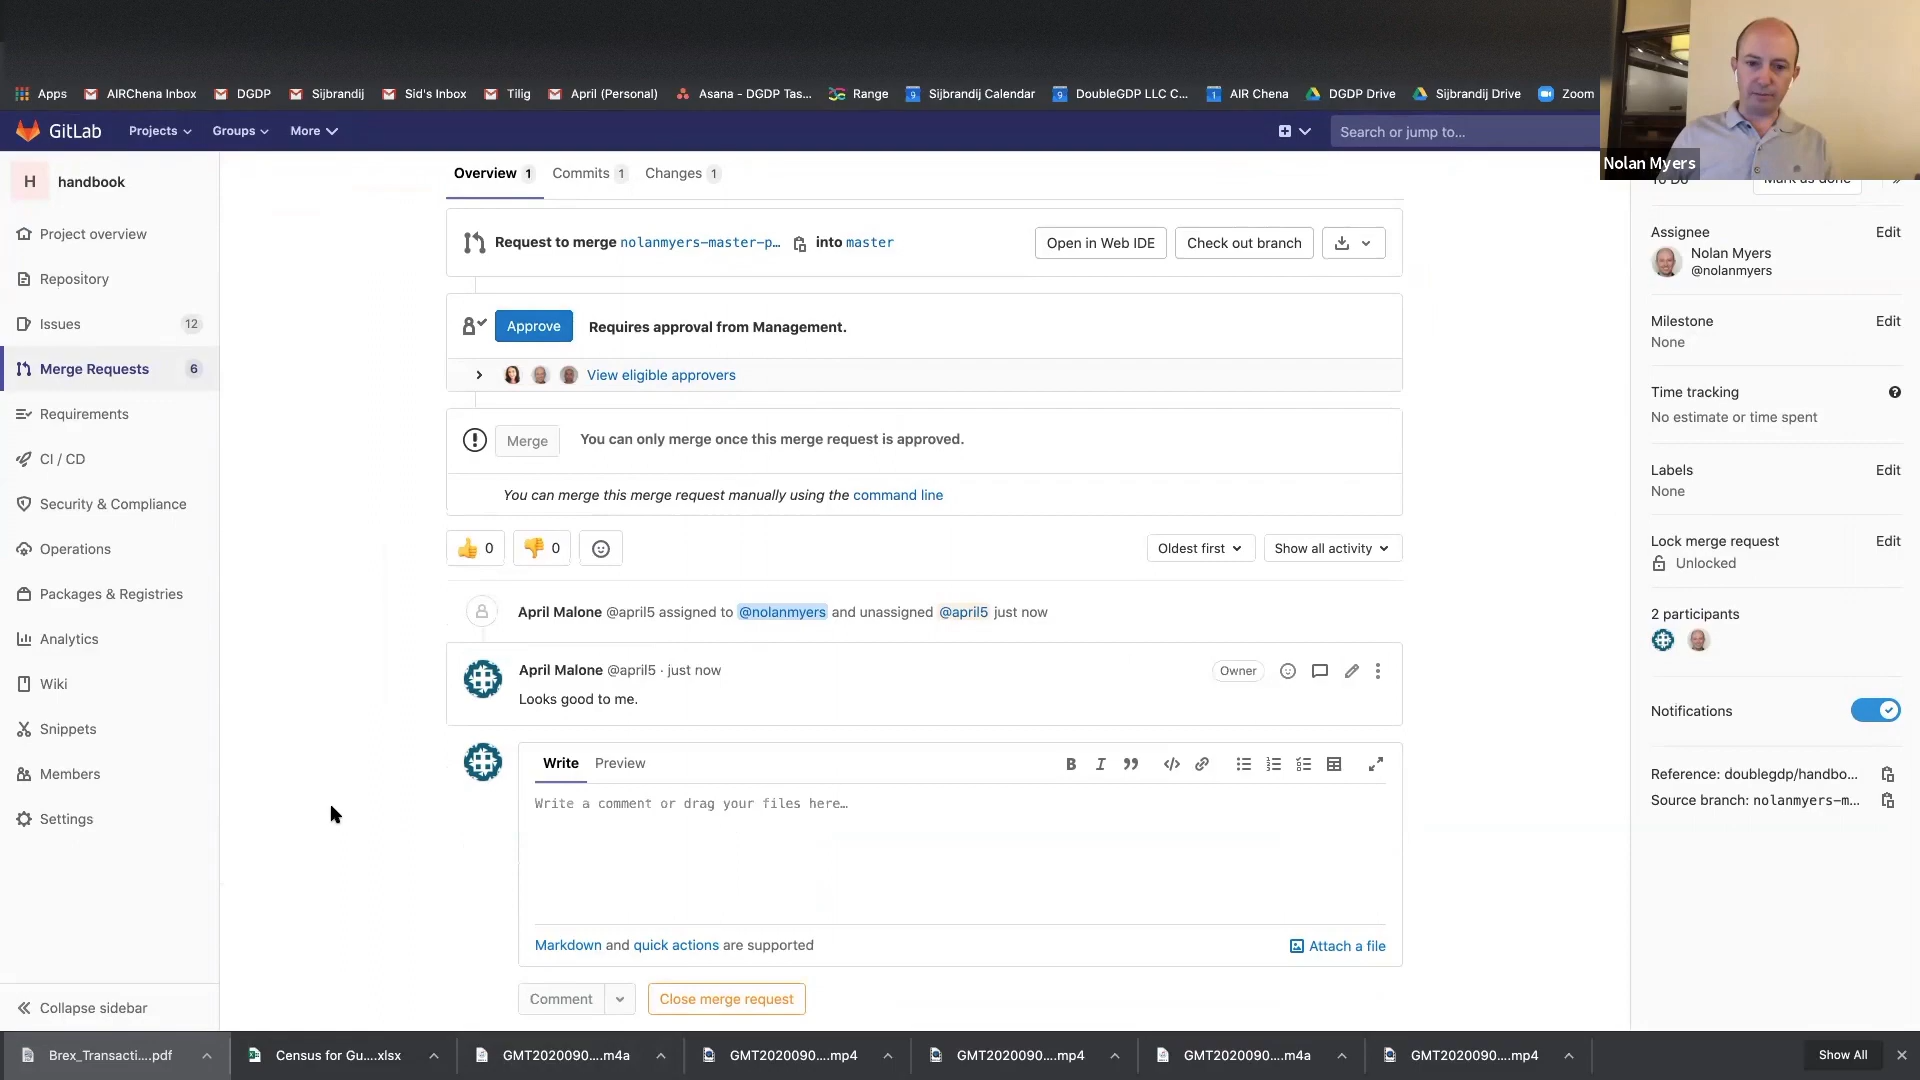 Apps
AIRChena Inbox
DGDP
Sijbrandij
Sid's Inbox
Tilig
April (Personal)
Asana - DGDP Tas...
Range
Sijbrandij Calendar
DoubleGDP LLC C...
AIR Chena
DGDP Drive
Sijbrandij Drive
Zoom
GitLab
Projects
Groups
More
Search or jump to...
Nolan Myers
H handbook
Project overview
Repository
Issues 12
Merge Requests 6
Requirements
CI / CD
Security & Compliance
Operations
Packages & Registries
Analytics
Wiki
Snippets
Members
Settings
Collapse sidebar
Overview 1
Commits 1
Changes 1
Request to merge nolanmyers-master-p... into master
Open in Web IDE
Check out branch
Approve
Requires approval from Management.
View eligible approvers
Merge
You can only merge once this merge request is approved.
You can merge this merge request manually using the command line
0
0
Oldest first
Show all activity
April Malone @april5 assigned to @nolanmyers and unassigned @april5 just now
April Malone @april5 · just now
Owner
Looks good to me.
Write
Preview
B I
Write a comment or drag your files here…
Markdown and quick actions are supported
Attach a file
Comment
Close merge request
To Do
Mark as done
Assignee
Edit
Nolan Myers
@nolanmyers
Milestone
Edit
None
Time tracking
No estimate or time spent
Labels
Edit
None
Lock merge request
Edit
Unlocked
2 participants
Notifications
Reference: doublegdp/handbo...
Source branch: nolanmyers-m...
Brex_Transacti....pdf
Census for Gu....xlsx
GMT2020090....m4a
GMT2020090....mp4
GMT2020090....mp4
GMT2020090....m4a
GMT2020090....mp4
Show All